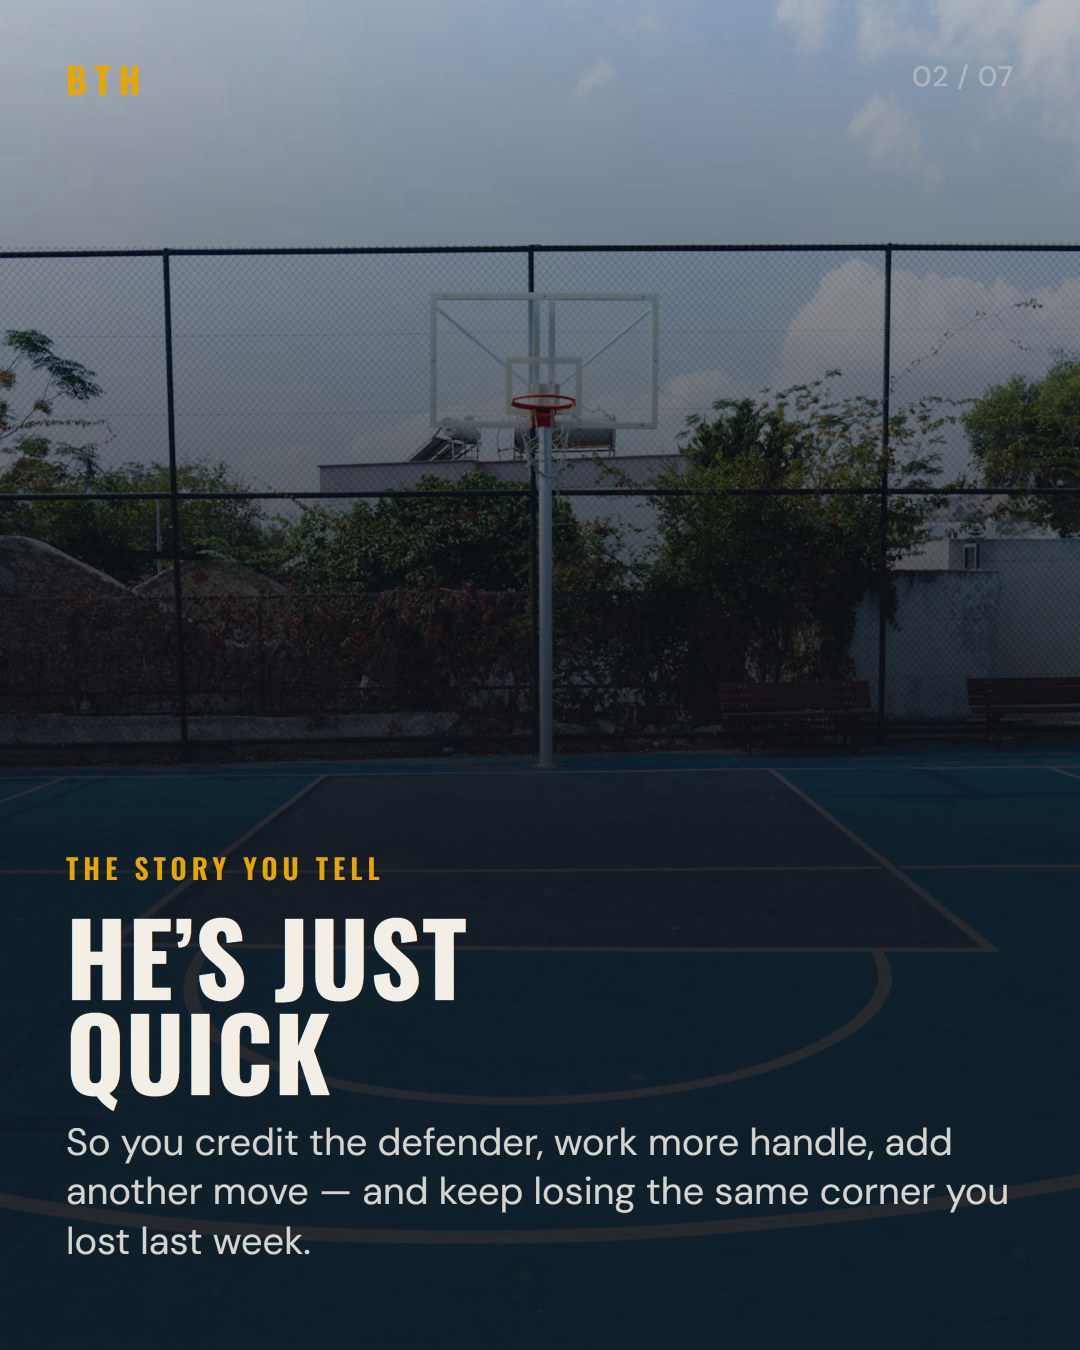 BTH
02 / 07
THE STORY YOU TELL
HE’S JUST
QUICK
So you credit the defender, work more handle, add
another move — and keep losing the same corner you
lost last week.